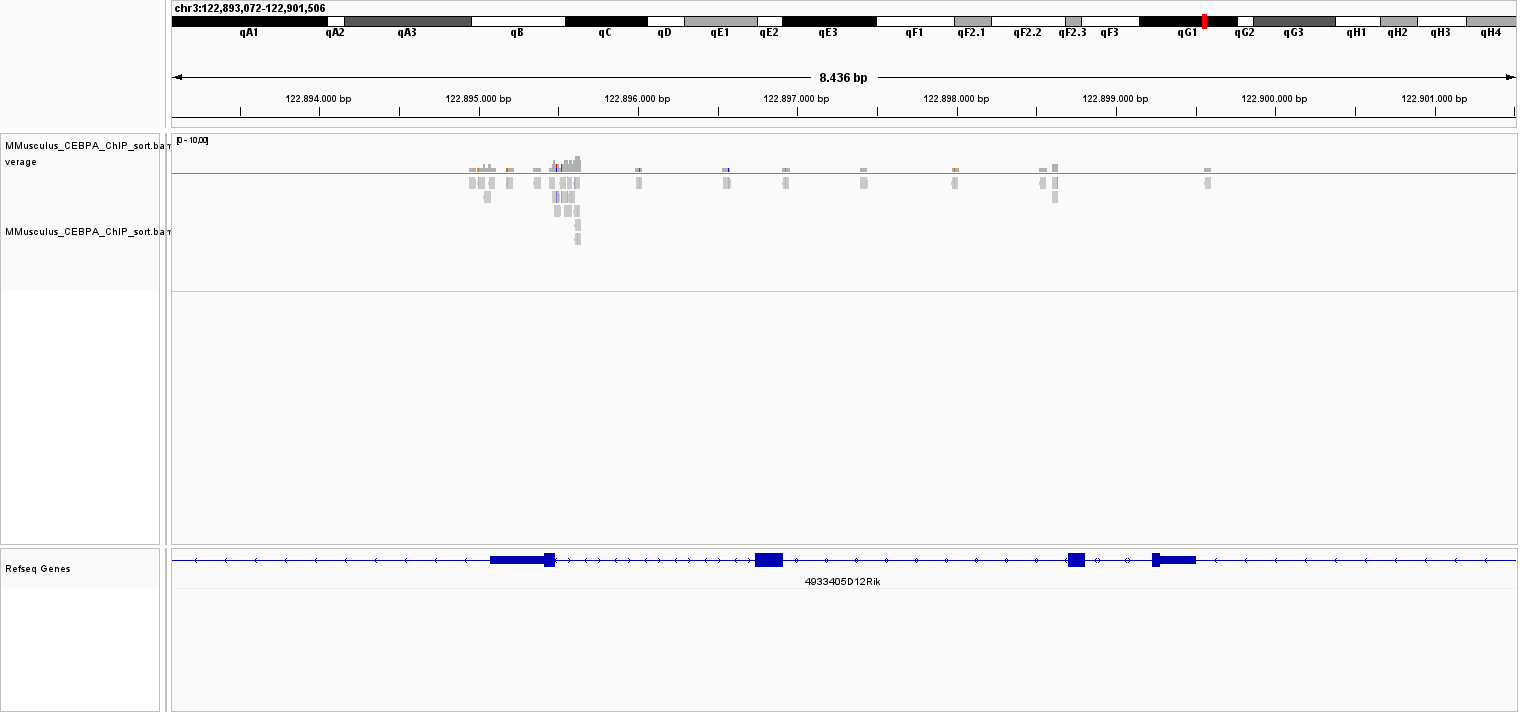 chr3:122,893,072-122,901,506
qA1 qA2 qA3 qB qC qD qE1 qE2 qE3 qF1 qF2.1 qF2.2 qF2.3 qF3 qG1 qG2 qG3 qH1 qH2 qH3 qH4
8.436 bp
122.894.000 bp 122.895.000 bp 122.896.000 bp 122.897.000 bp 122.898.000 bp 122.899.000 bp 122.900.000 bp 122.901.000 bp
[0 - 10,00]
MMusculus_CEBPA_ChIP_sort.bam
verage
MMusculus_CEBPA_ChIP_sort.bam
Refseq Genes
4933405D12Rik